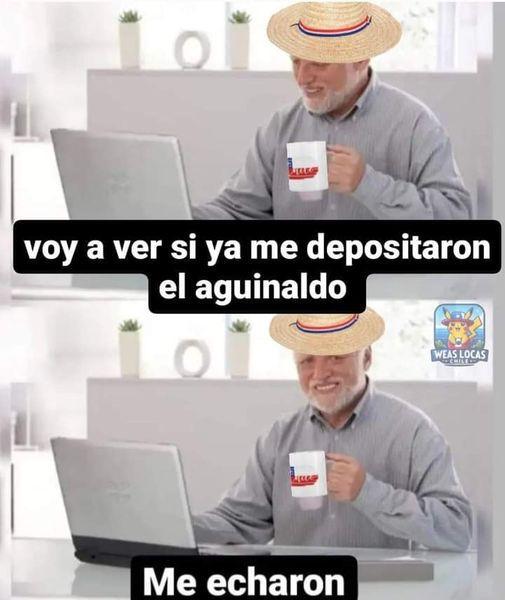 voy a ver si ya me depositaron
el aguinaldo
WEAS LOCAS
CHILE
Me echaron